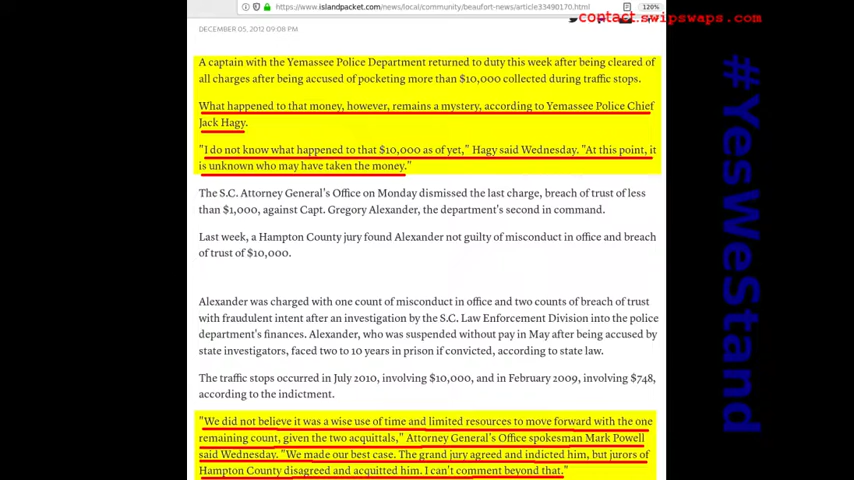 https://www.islandpacket.com/news/local/community/beaufort-news/article33490170.html
120%
contact.swipswaps.com
DECEMBER 05, 2012 09:08 PM
A captain with the Yemassee Police Department returned to duty this week after being cleared of
all charges after being accused of pocketing more than $10,000 collected during traffic stops.
What happened to that money, however, remains a mystery, according to Yemassee Police Chief
Jack Hagy.
"I do not know what happened to that $10,000 as of yet," Hagy said Wednesday. "At this point, it
is unknown who may have taken the money."
The S.C. Attorney General's Office on Monday dismissed the last charge, breach of trust of less
than $1,000, against Capt. Gregory Alexander, the department's second in command.
Last week, a Hampton County jury found Alexander not guilty of misconduct in office and breach
of trust of $10,000.
Alexander was charged with one count of misconduct in office and two counts of breach of trust
with fraudulent intent after an investigation by the S.C. Law Enforcement Division into the police
department's finances. Alexander, who was suspended without pay in May after being accused by
state investigators, faced two to 10 years in prison if convicted, according to state law.
The traffic stops occurred in July 2010, involving $10,000, and in February 2009, involving $748,
according to the indictment.
"We did not believe it was a wise use of time and limited resources to move forward with the one
remaining count, given the two acquittals," Attorney General's Office spokesman Mark Powell
said Wednesday. "We made our best case. The grand jury agreed and indicted him, but jurors of
Hampton County disagreed and acquitted him. I can't comment beyond that."
#YesWeStand